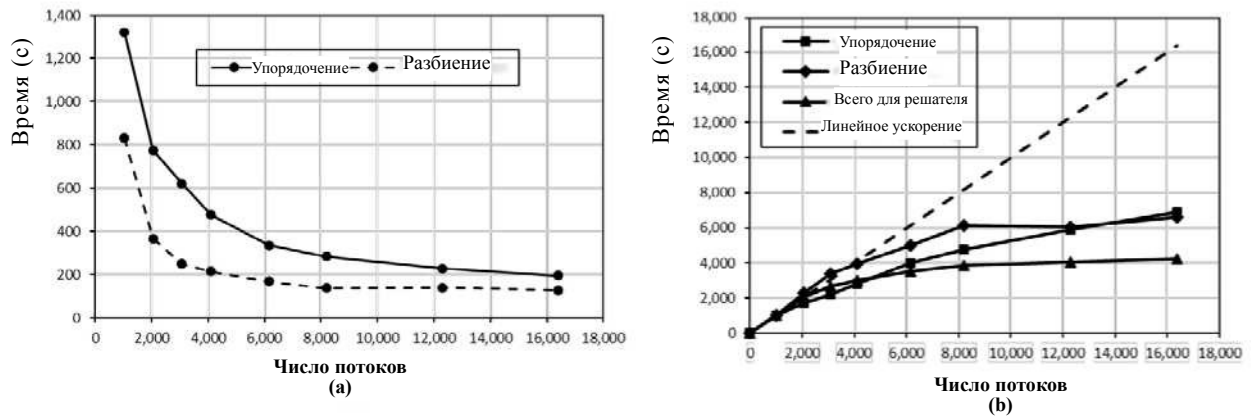 Время (с)
1,400
1,200
1,000
800
600
400
200
0
Упорядочение Разбиение
0 2,000 4,000 6,000 8,000 10,000 12,000 14,000 16,000 18,000
Число потоков
(a)
Время (с)
18,000
16,000
14,000
12,000
10,000
8,000
6,000
4,000
2,000
0
Упорядочение
Разбиение
Всего для решателя
Линейное ускорение
0 2,000 4,000 6,000 8,000 10,000 12,000 14,000 16,000 18,000
Число потоков
(b)